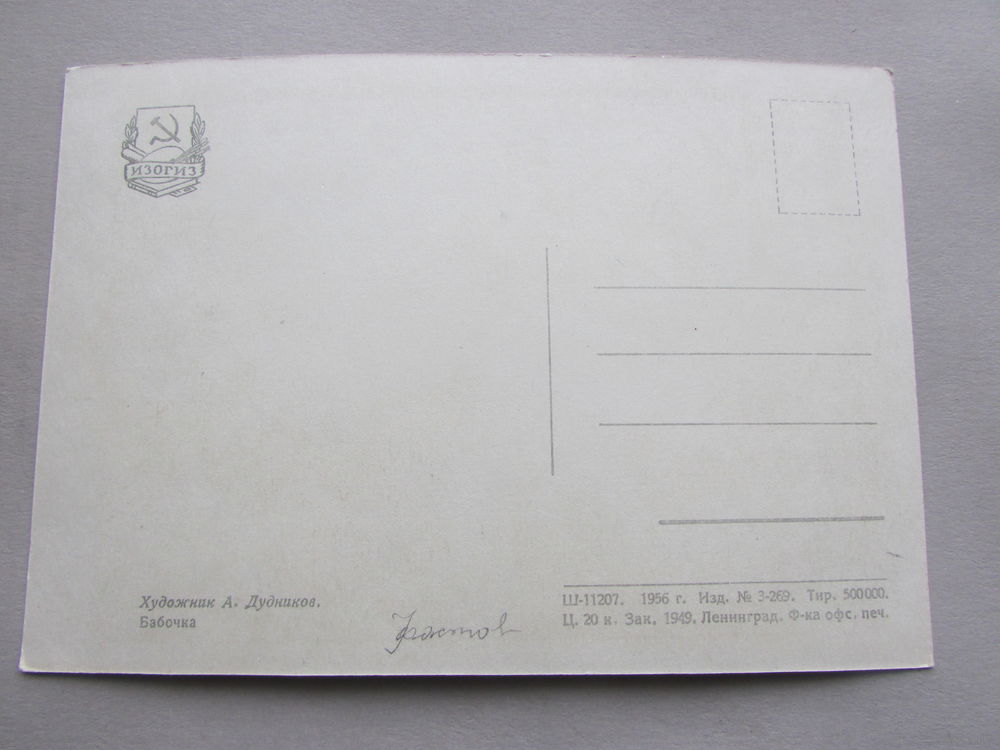 ИЗОГИЗ
Художник А. Дудников.
Бабочка
Ш-11207. 1956 г. Изд. № 3-269. Тир. 500000.
Ц. 20 к. Зак. 1949. Ленинград. Ф-ка офс. печ.